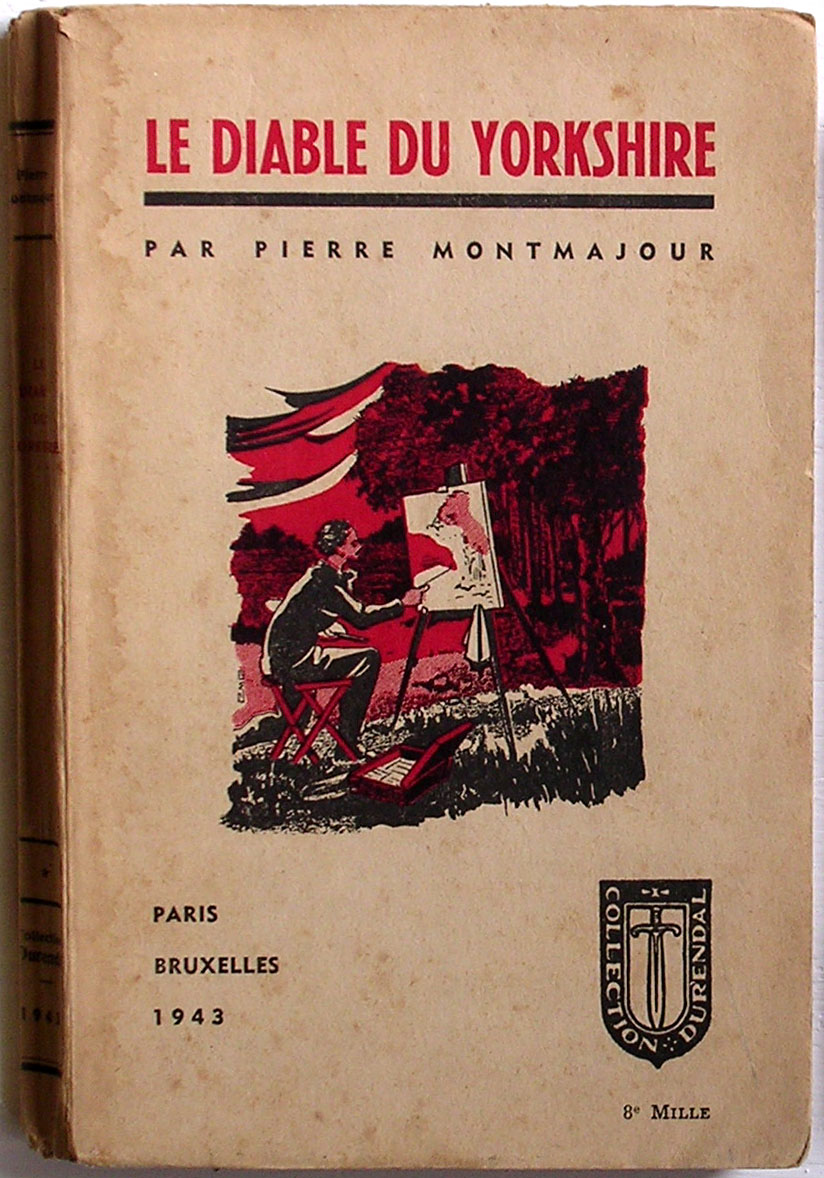 LE DIABLE DU YORKSHIRE
PAR PIERRE MONTMAJOUR
PARIS
BRUXELLES
1943
COLLECTION DURENDAL
8e MILLE